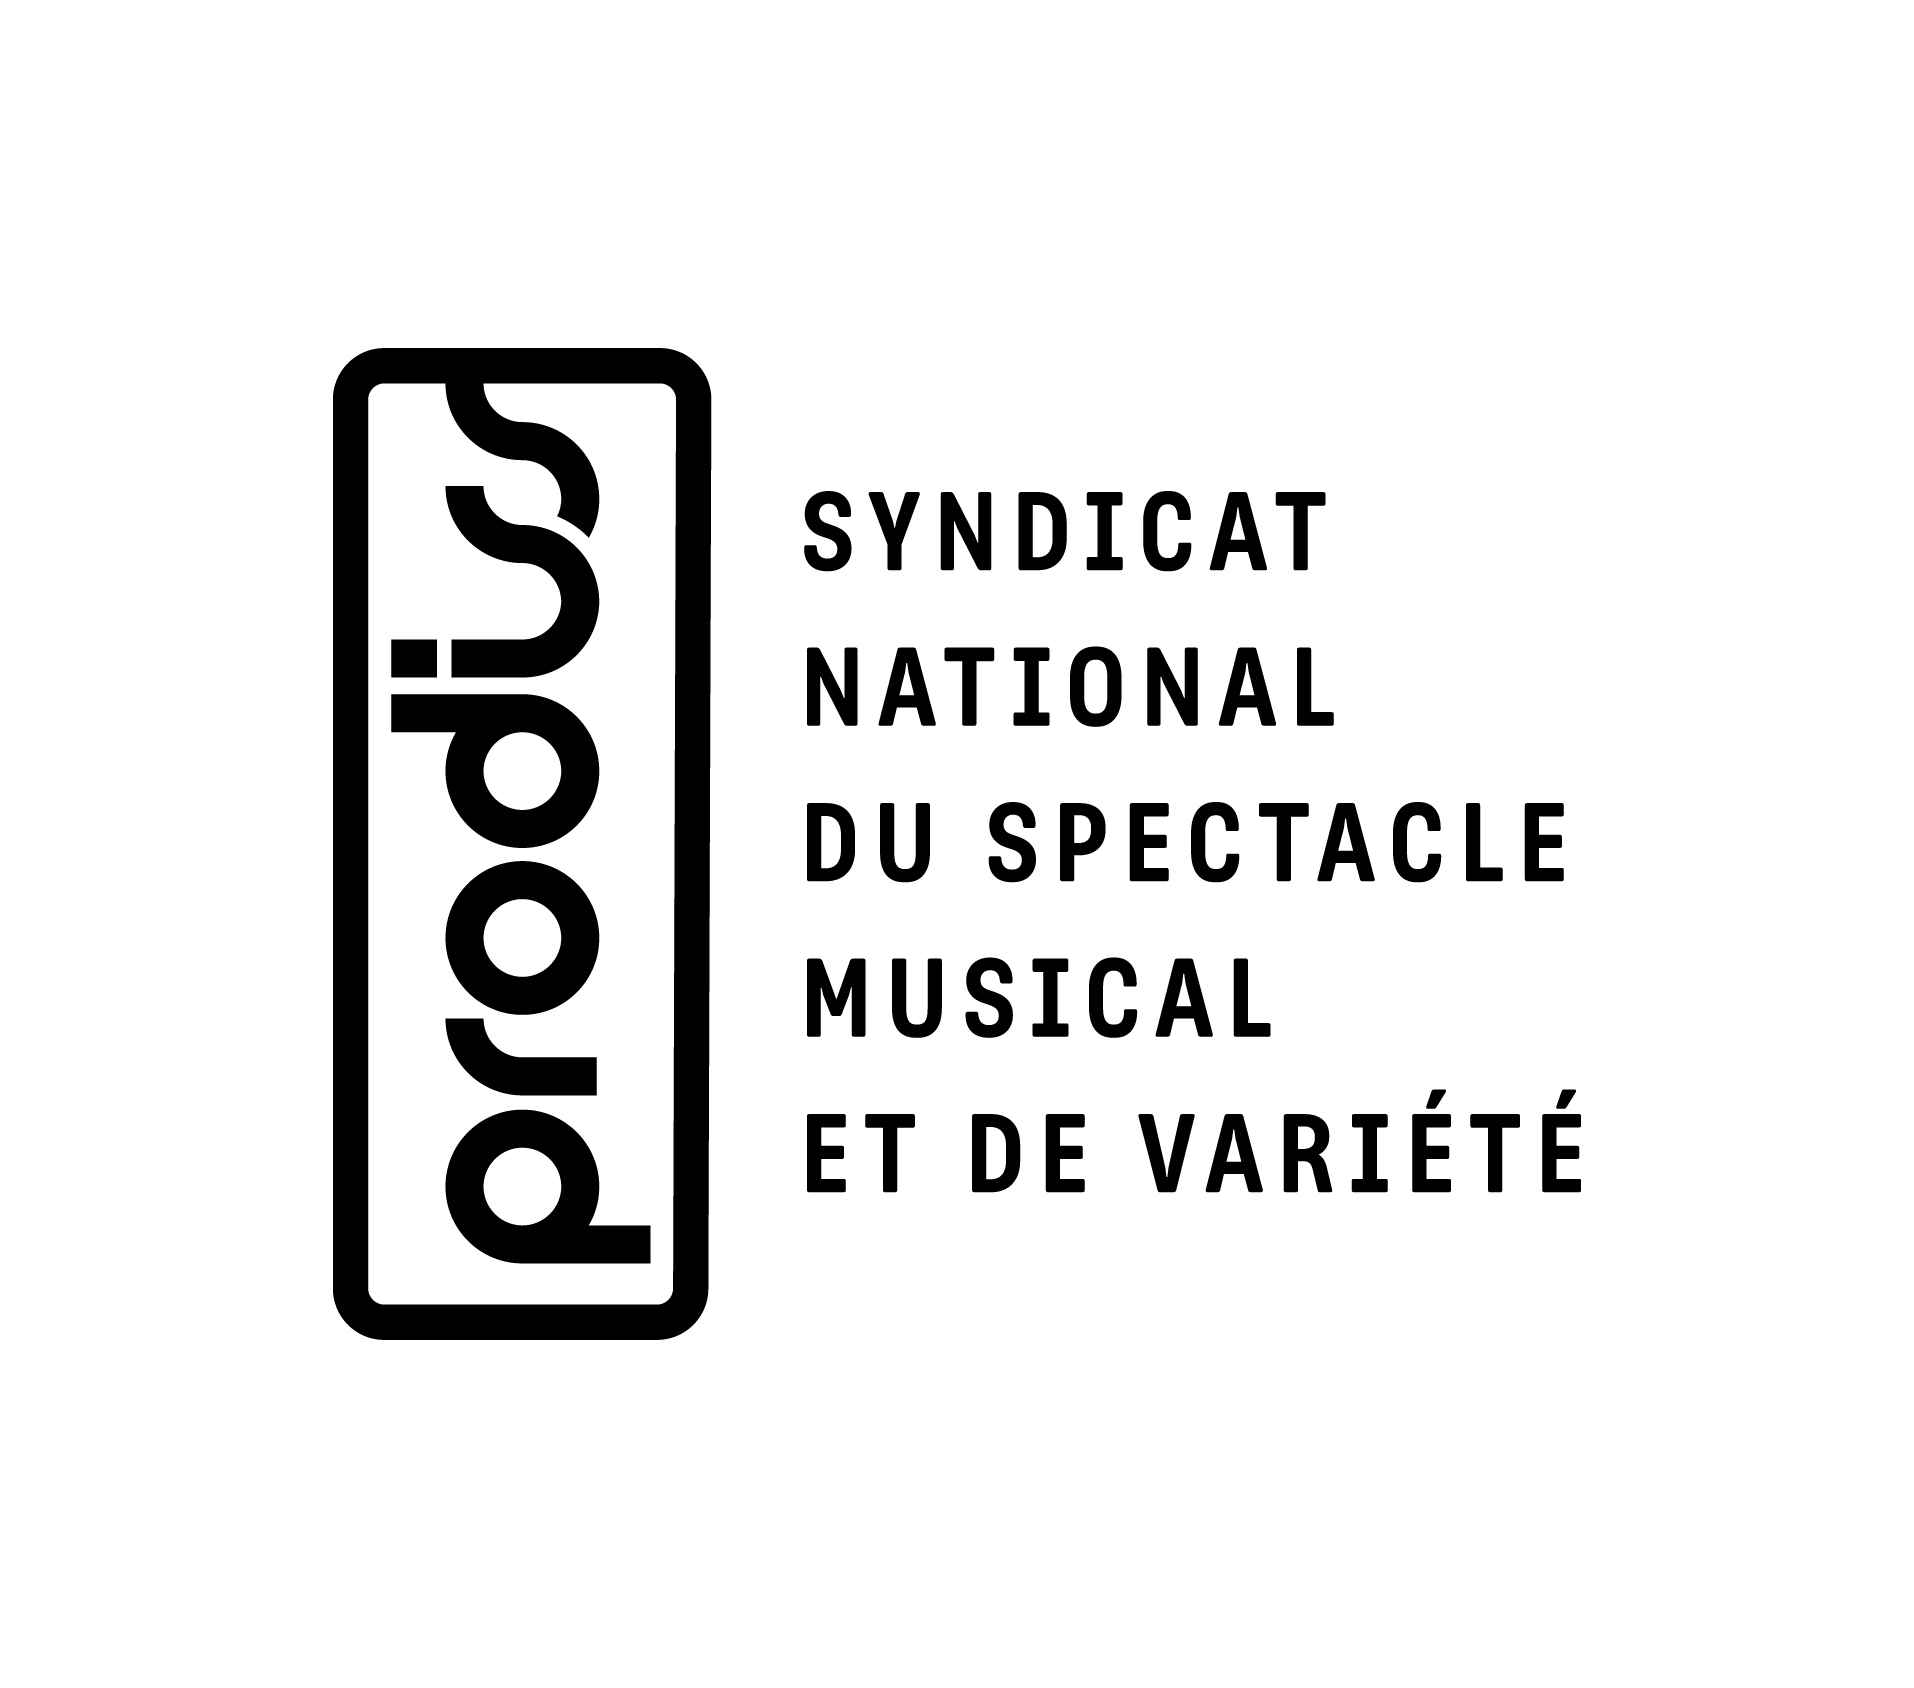 prodiss
SYNDICAT
NATIONAL
DU SPECTACLE
MUSICAL
ET DE VARIÉTÉ